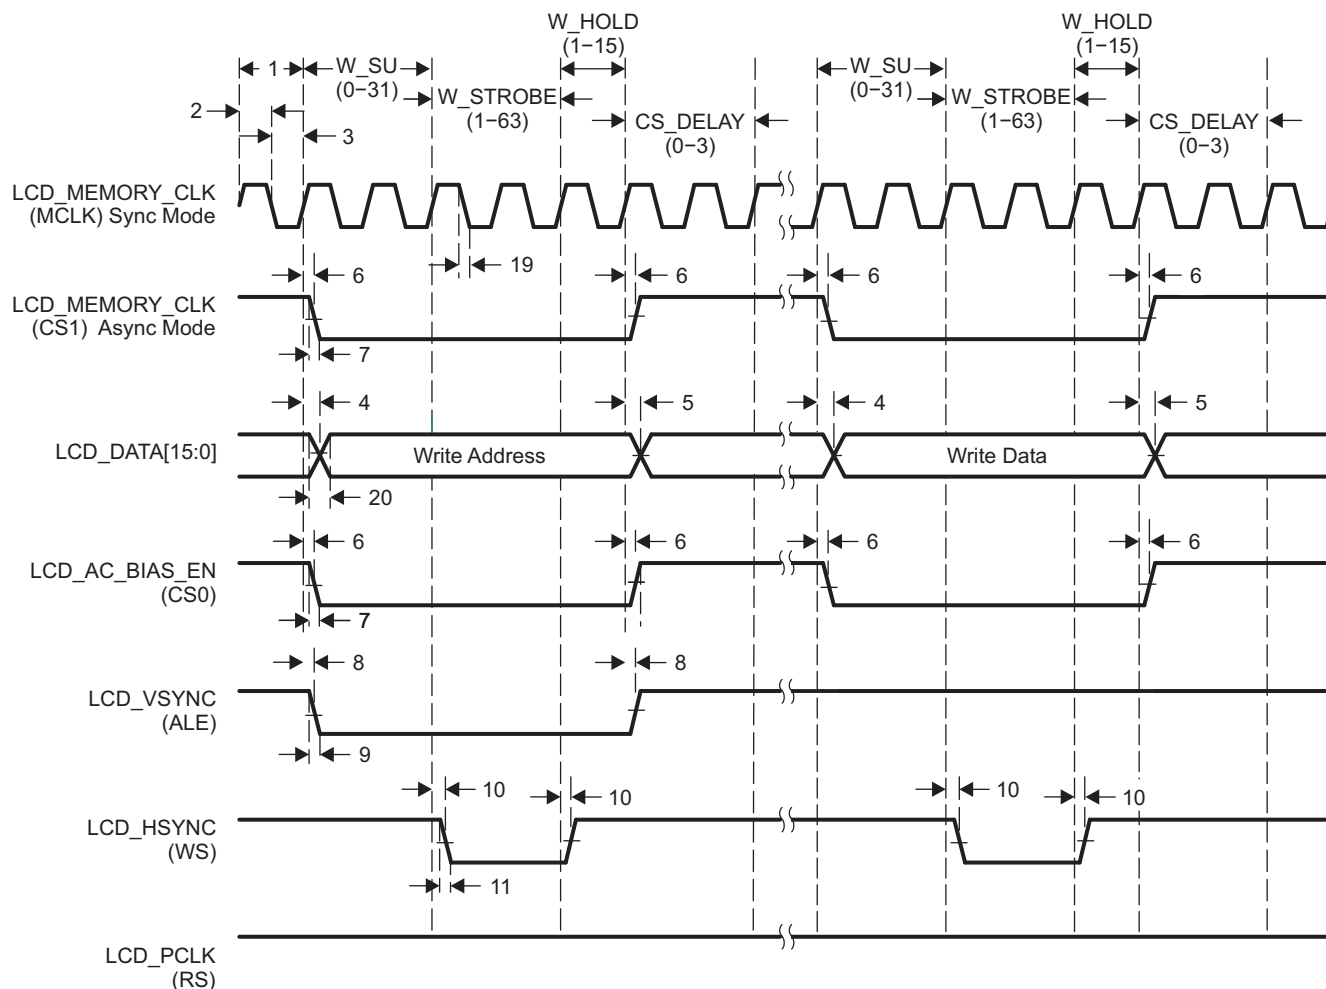 W_HOLD
(1−15)
W_HOLD
(1−15)
1
W_SU
(0−31)
W_SU
(0−31)
2
W_STROBE
(1−63)
W_STROBE
(1−63)
3
CS_DELAY
(0−3)
CS_DELAY
(0−3)
LCD_MEMORY_CLK
(MCLK) Sync Mode
19
6
6
6
6
LCD_MEMORY_CLK
(CS1) Async Mode
7
4
5
4
5
LCD_DATA[15:0]
Write Address
Write Data
20
6
6
6
6
LCD_AC_BIAS_EN
(CS0)
7
8
8
LCD_VSYNC
(ALE)
9
10
10
10
10
LCD_HSYNC
(WS)
11
LCD_PCLK
(RS)